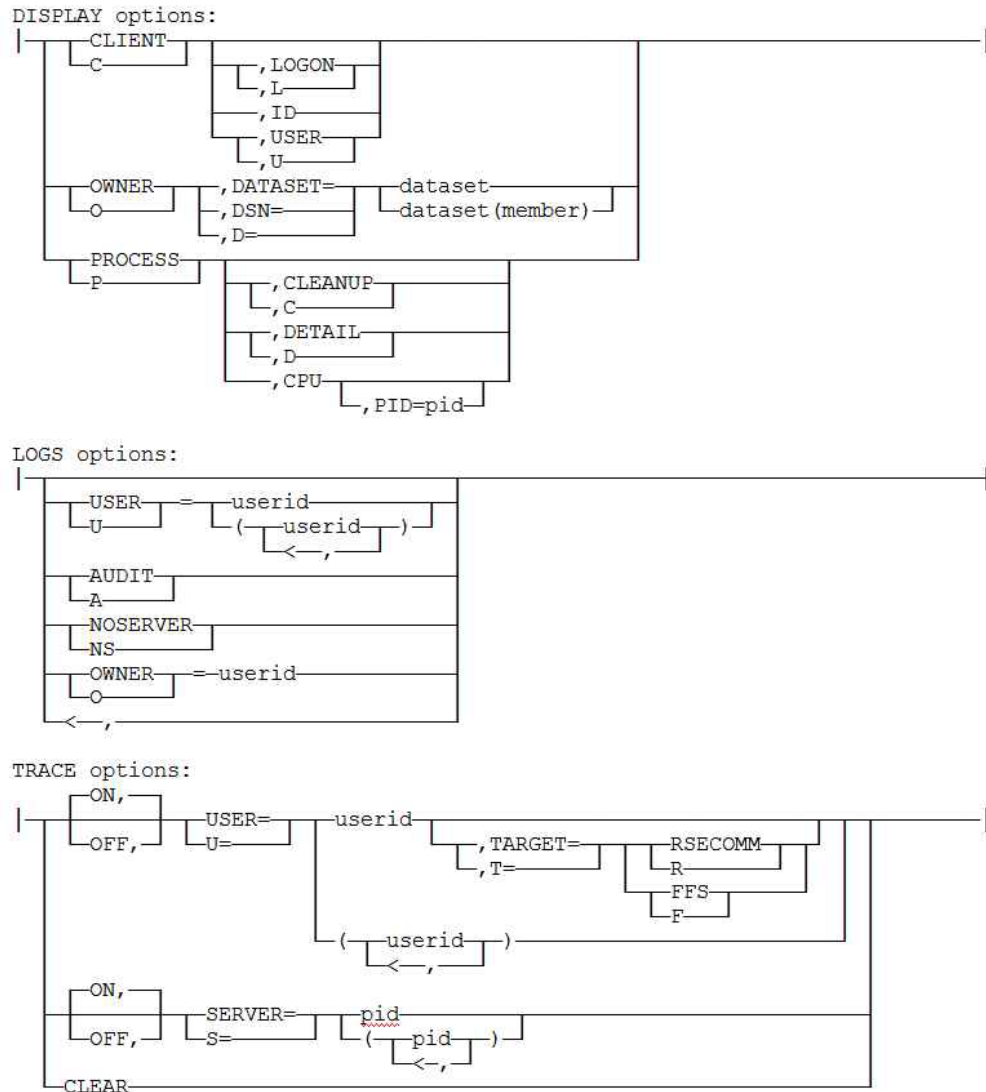 DISPLAY options:
CLIENT
C
,LOGON
,L
,ID
,USER
,U
OWNER ,DATASET= dataset
O ,DSN= dataset(member)
,D=
PROCESS
P ,CLEANUP
,C
,DETAIL
,D
,CPU
,PID=pid
LOGS options:
USER = userid
U ( userid )
< ,
AUDIT
A
NOSERVER
NS
OWNER = userid
O
< ,
TRACE options:
ON,
USER= userid
OFF, U= ,TARGET= RSECOMM
,T= R
FFS
F
( userid )
< ,
ON,
SERVER= pid
OFF, S= ( pid )
< ,
CLEAR